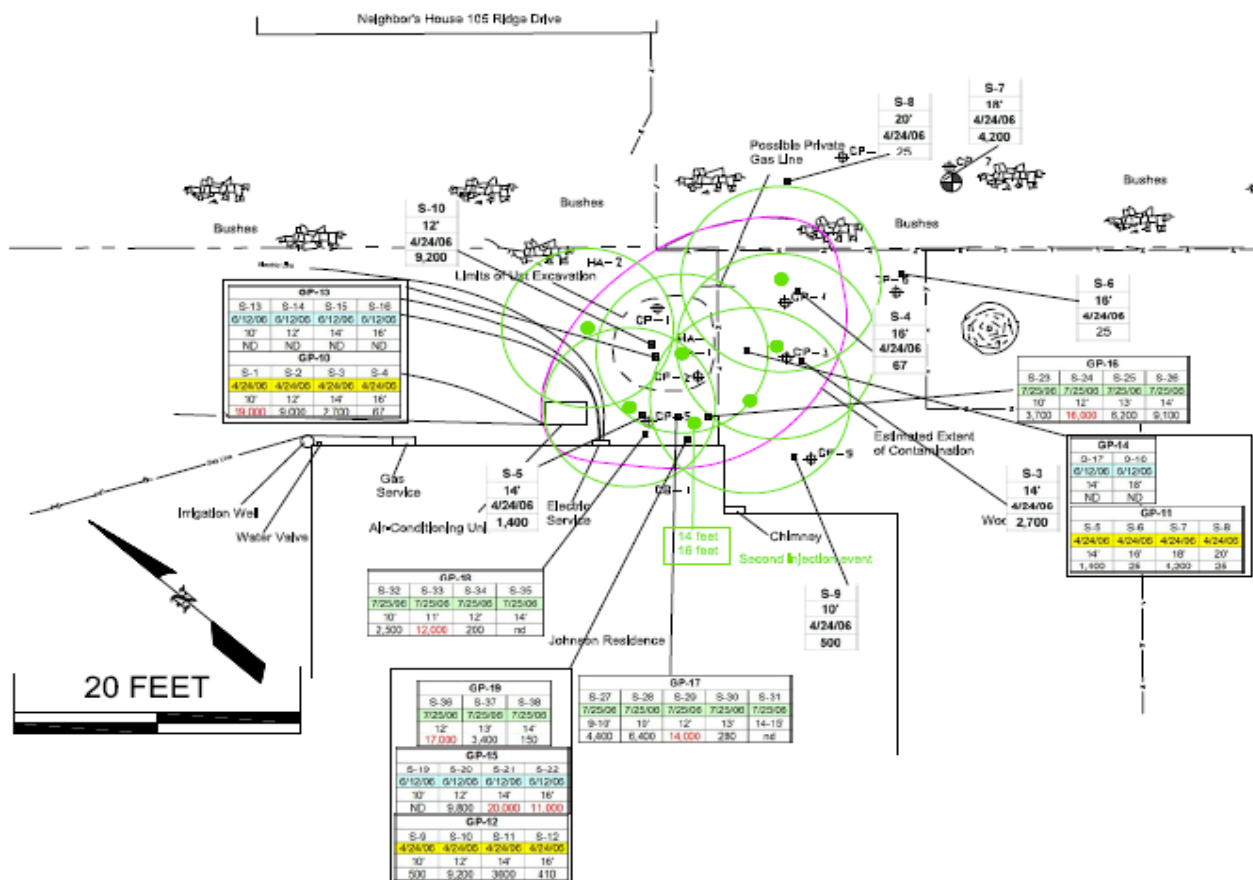 Neighbor's House 105 Ridge Drive
S-7
18'
4/24/06
4,200
S-8
20'
4/24/06
25
Possible Private
Gas Line
CP-
CP- 7
Bushes
Bushes
Bushes
Bushes
Bushes
S-10
12'
4/24/06
9,200
HA-2
Limits of Ust Excavation
S-6
16'
4/24/06
25
S-4
16'
4/24/06
67
CP-1
CP-4
CP-3
CP-2
CP-5
CP-9
GP-13
S-13 S-14 S-15 S-16
6/12/06 6/12/06 6/12/06 6/12/06
10' 12' 14' 16'
ND ND ND ND
GP-10
S-1 S-2 S-3 S-4
4/24/06 4/24/06 4/24/06 4/24/06
10' 12' 14' 16'
19,000 9,000 2,700 67
GP-16
S-23 S-24 S-25 S-26
7/25/06 7/25/06 7/25/06 7/25/06
10' 12' 13' 14'
3,700 16,000 6,200 9,100
Estimated Extent
of Contamination
GP-14
S-17 S-18
6/12/06 6/12/06
14' 18'
ND ND
GP-11
S-5 S-6 S-7 S-8
4/24/06 4/24/06 4/24/06 4/24/06
14' 16' 18' 20'
1,400 25 4,200 25
S-3
14'
4/24/06
2,700
S-5
14'
4/24/06
1,400
Gas Line
Gas
Service
Irrigation Well
Water Valve
Air-Conditioning Uni
Electric
Service
Chimney
14 feet
16 feet
Second Injection event
S-9
10'
4/24/06
500
GP-18
S-32 S-33 S-34 S-35
7/25/06 7/25/06 7/25/06 7/25/06
10' 11' 12' 14'
2,500 12,000 200 nd
Johnson Residence
20 FEET
GP-19
S-36 S-37 S-38
7/25/06 7/25/06 7/25/06
12' 13' 14'
17,000 3,400 150
GP-17
S-27 S-28 S-29 S-30 S-31
7/25/06 7/25/06 7/25/06 7/25/06 7/25/06
9-10' 10' 12' 13' 14-15'
4,400 6,400 14,000 280 nd
GP-15
S-19 S-20 S-21 S-22
6/12/06 6/12/06 6/12/06 6/12/06
10' 12' 14' 16'
ND 9,800 20,000 11,000
GP-12
S-9 S-10 S-11 S-12
4/24/06 4/24/06 4/24/06 4/24/06
10' 12' 14' 16'
500 9,200 3600 410